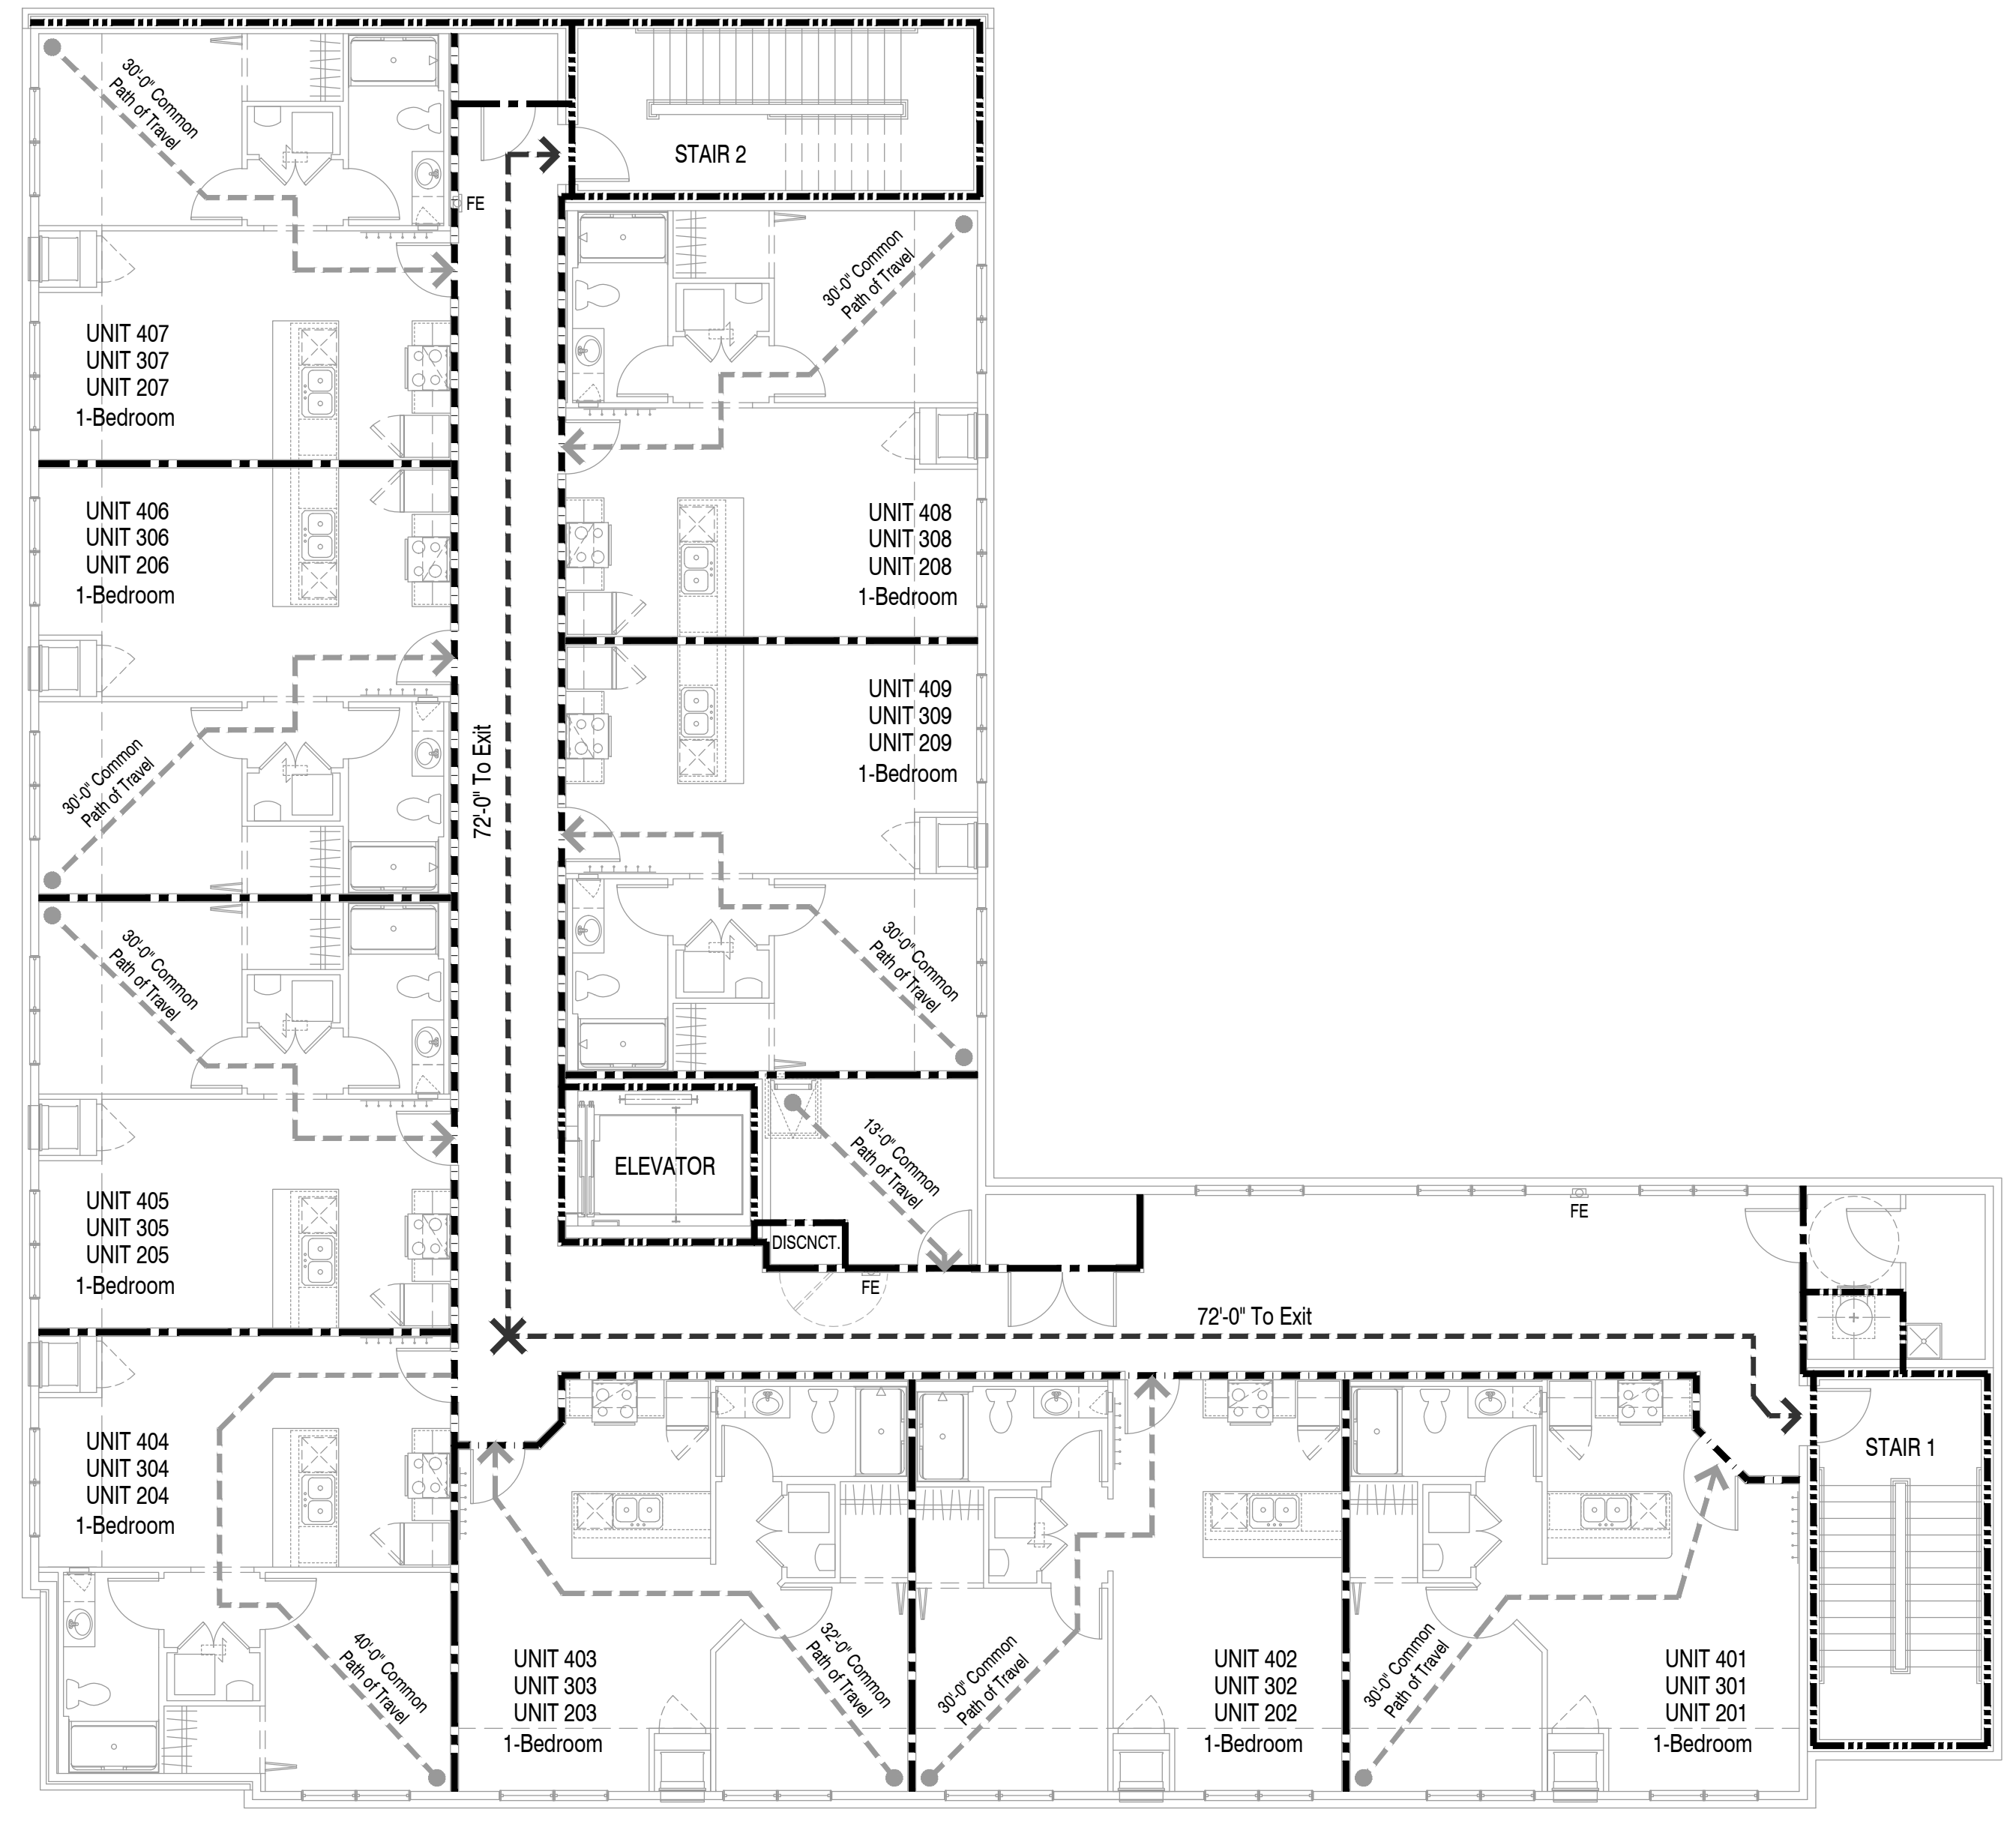 30'-0" Common
Path of Travel
STAIR 2
FE
30'-0" Common
Path of Travel
UNIT 407
UNIT 307
UNIT 207
1-Bedroom
UNIT 406
UNIT 306
UNIT 206
1-Bedroom
UNIT 408
UNIT 308
UNIT 208
1-Bedroom
UNIT 409
UNIT 309
UNIT 209
1-Bedroom
72'-0" To Exit
30'-0" Common
Path of Travel
30'-0" Common
Path of Travel
30'-0" Common
Path of Travel
ELEVATOR
13'-0" Common
Path of Travel
UNIT 405
UNIT 305
UNIT 205
1-Bedroom
DISCNCT.
FE
FE
72'-0" To Exit
UNIT 404
UNIT 304
UNIT 204
1-Bedroom
STAIR 1
40'-0" Common
Path of Travel
UNIT 403
UNIT 303
UNIT 203
1-Bedroom
32'-0" Common
Path of Travel
30'-0" Common
Path of Travel
UNIT 402
UNIT 302
UNIT 202
1-Bedroom
30'-0" Common
Path of Travel
UNIT 401
UNIT 301
UNIT 201
1-Bedroom